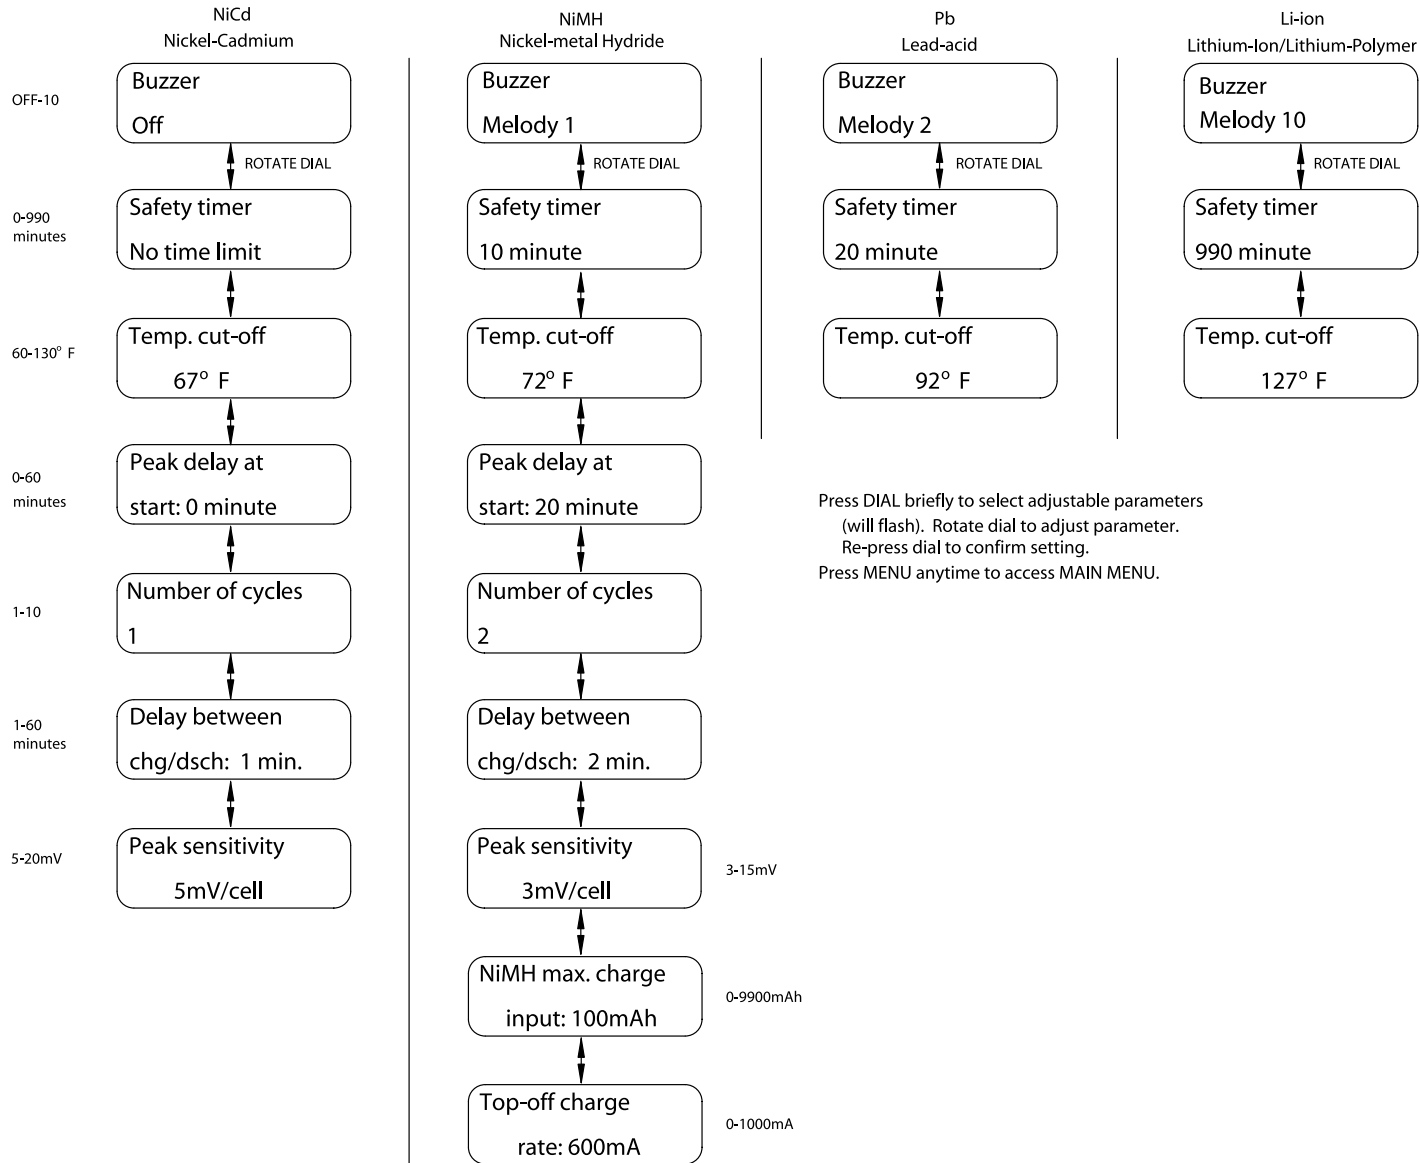 NiCd
Nickel-Cadmium
OFF-10
Buzzer
Off
ROTATE DIAL
0-990
minutes
Safety timer
No time limit
60-130° F
Temp. cut-off
67° F
0-60
minutes
Peak delay at
start: 0 minute
1-10
Number of cycles
1
1-60
minutes
Delay between
chg/dsch: 1 min.
5-20mV
Peak sensitivity
5mV/cell
NiMH
Nickel-metal Hydride
Buzzer
Melody 1
ROTATE DIAL
Safety timer
10 minute
Temp. cut-off
72° F
Peak delay at
start: 20 minute
Number of cycles
2
Delay between
chg/dsch: 2 min.
Peak sensitivity
3mV/cell
3-15mV
NiMH max. charge
input: 100mAh
0-9900mAh
Top-off charge
rate: 600mA
0-1000mA
Pb
Lead-acid
Buzzer
Melody 2
ROTATE DIAL
Safety timer
20 minute
Temp. cut-off
92° F
Li-ion
Lithium-Ion/Lithium-Polymer
Buzzer
Melody 10
ROTATE DIAL
Safety timer
990 minute
Temp. cut-off
127° F
Press DIAL briefly to select adjustable parameters
(will flash). Rotate dial to adjust parameter.
Re-press dial to confirm setting.
Press MENU anytime to access MAIN MENU.